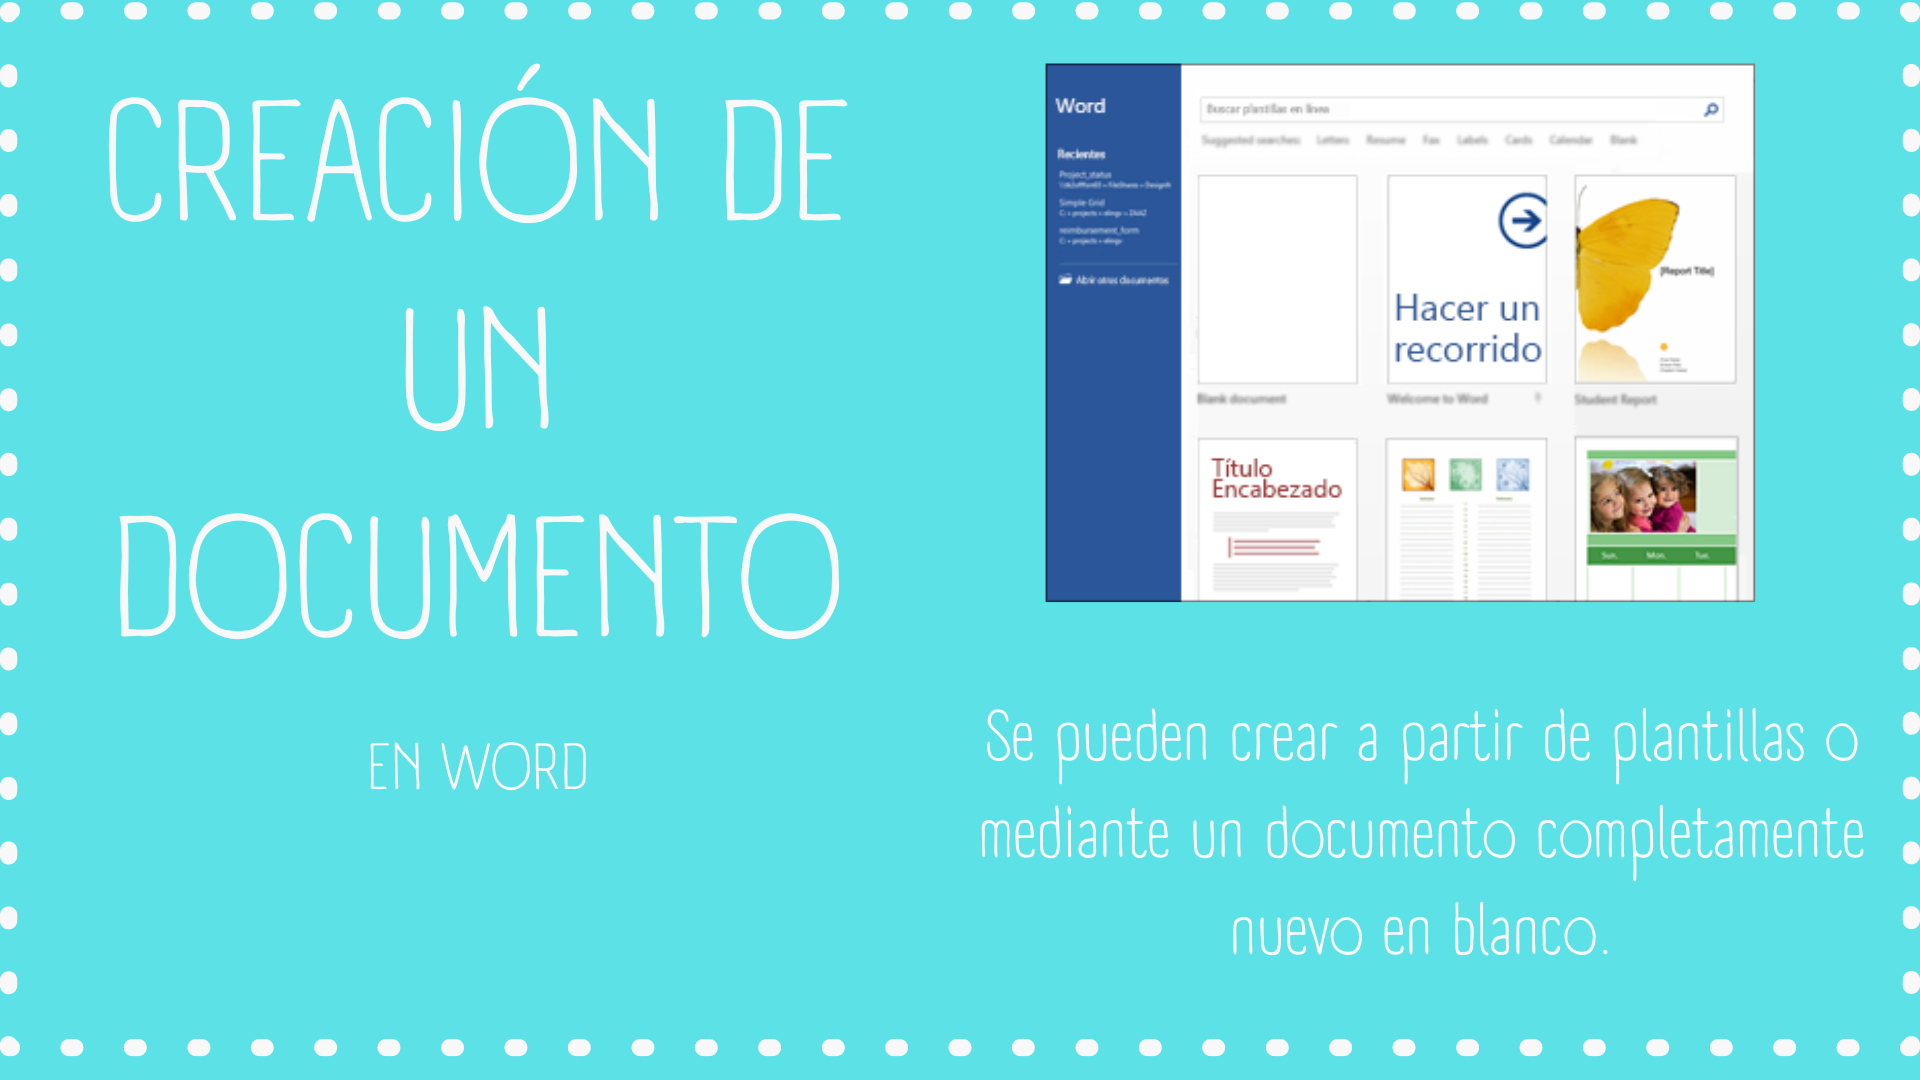 CREACIÓN DE
UN
DOCUMENTO
EN WORD
Word
Recientes
Project_status
Simple Grid
reimbursement_form
Abrir otros documentos
Buscar plantillas en línea
Suggested searches: Letters Resume Fax Labels Cards Calendar Blank
Hacer un
recorrido
[Report Title]
Blank document
Welcome to Word
Student Report
Título
Encabezado
Sun. Mon. Tue.
Se pueden crear a partir de plantillas o
mediante un documento completamente
nuevo en blanco.